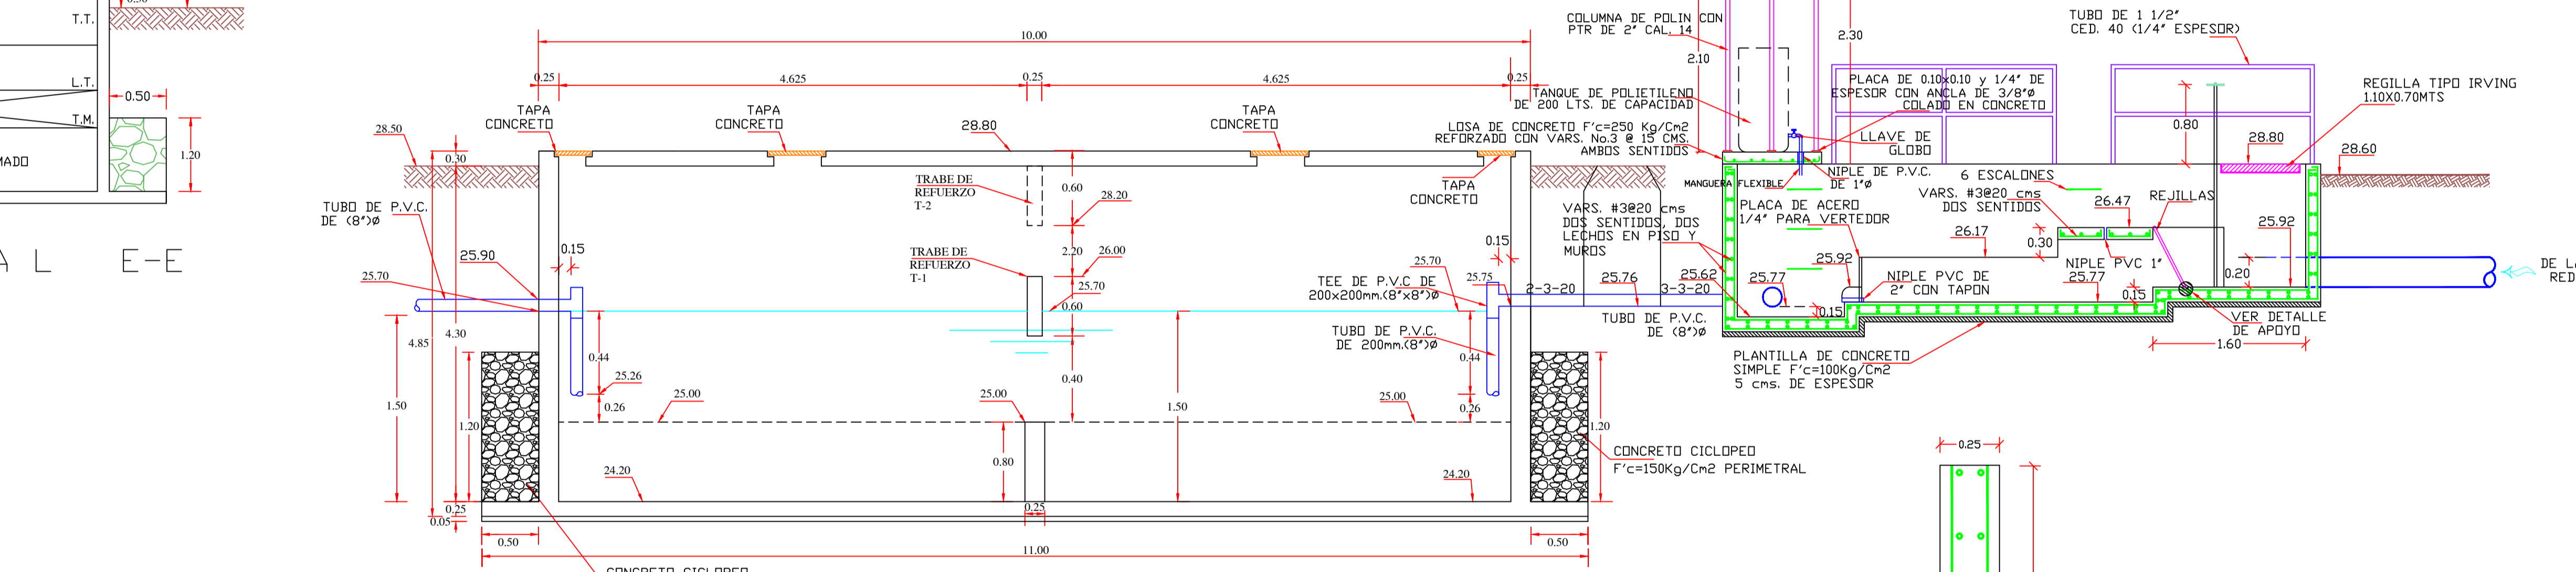 0.50
T.T.
L.T.
T.M.
MADO
0.50
1.20
A L     E-E
10.00
0.25
4.625
0.25
4.625
0.25
TAPA
CONCRETO
TAPA
CONCRETO
28.80
TAPA
CONCRETO
28.50
0.30
TUBO DE P.V.C.
DE (8")Ø
25.90
25.70
0.15
TRABE DE
REFUERZO
T-2
0.60
28.20
TRABE DE
REFUERZO
T-1
2.20
26.00
25.70
0.60
0.40
4.85
4.30
0.44
25.26
0.26
25.00
25.00
25.00
1.50
1.20
1.50
0.80
24.20
24.20
0.25
0.05
0.25
0.50
0.50
11.00
CONCRETO CICLOPEO
TAPA
CONCRETO
0.15
25.70
25.75
TEE DE P.V.C DE
200x200mm.(8"x8")Ø
TUBO DE P.V.C.
DE 200mm.(8")Ø
0.44
0.26
1.20
CONCRETO CICLOPEO
F'c=150Kg/Cm2 PERIMETRAL
COLUMNA DE POLIN CON
PTR DE 2" CAL. 14
2.10
2.30
TANQUE DE POLIETILENO
DE 200 LTS. DE CAPACIDAD
LOSA DE CONCRETO F'c=250 Kg/Cm2
REFORZADO CON VARS. No.3 @ 15 CMS.
AMBOS SENTIDOS
PLACA DE 0.10x0.10 y 1/4" DE
ESPESOR CON ANCLA DE 3/8"Ø
COLADO EN CONCRETO
LLAVE DE
GLOBO
MANGUERA FLEXIBLE
NIPLE DE P.V.C.
DE 1"Ø
VARS. #3@20 cms
DOS SENTIDOS, DOS
LECHOS EN PISO Y
MUROS
PLACA DE ACERO
1/4" PARA VERTEDOR
25.76
25.62
2-3-20
3-3-20
TUBO DE P.V.C.
DE (8")Ø
25.77
0.15
25.92
NIPLE PVC DE
2" CON TAPON
PLANTILLA DE CONCRETO
SIMPLE F'c=100Kg/Cm2
5 cms. DE ESPESOR
6 ESCALONES
VARS. #3@20 cms
DOS SENTIDOS
26.47
REJILLAS
26.17
0.30
NIPLE PVC 1"
25.77
0.15
0.20
25.92
VER DETALLE
DE APOYO
1.60
TUBO DE 1 1/2"
CED. 40 (1/4" ESPESOR)
0.80
REGILLA TIPO IRVING
1.10X0.70MTS
28.80
28.60
DE L
RED
0.25